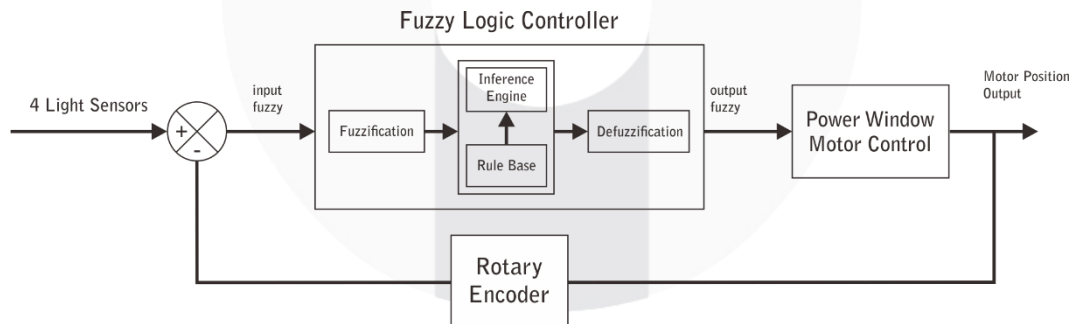 Fuzzy Logic Controller
4 Light Sensors
+
-
input
fuzzy
Fuzzification
Inference
Engine
Rule Base
Defuzzification
output
fuzzy
Power Window
Motor Control
Motor Position
Output
Rotary
Encoder